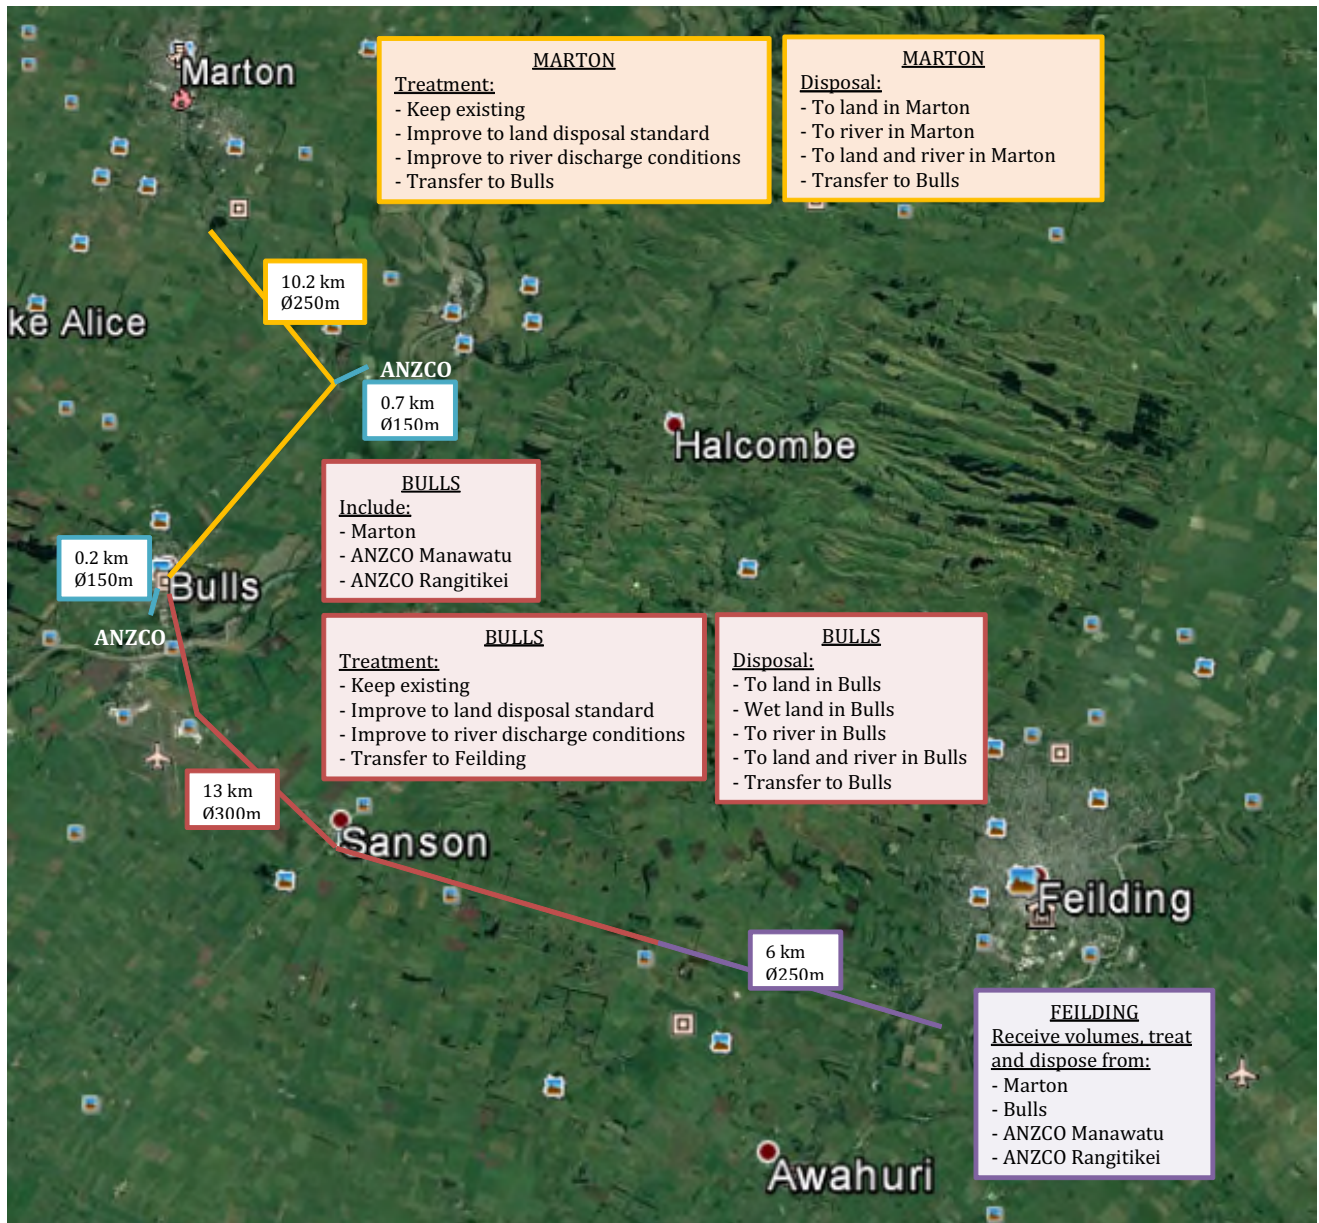 Marton
MARTON
Treatment:
- Keep existing
- Improve to land disposal standard
- Improve to river discharge conditions
- Transfer to Bulls
MARTON
Disposal:
- To land in Marton
- To river in Marton
- To land and river in Marton
- Transfer to Bulls
10.2 km
Ø250m
ke Alice
ANZCO
0.7 km
Ø150m
Halcombe
BULLS
Include:
- Marton
- ANZCO Manawatu
- ANZCO Rangitikei
0.2 km
Ø150m
Bulls
ANZCO
BULLS
Treatment:
- Keep existing
- Improve to land disposal standard
- Improve to river discharge conditions
- Transfer to Feilding
BULLS
Disposal:
- To land in Bulls
- Wet land in Bulls
- To river in Bulls
- To land and river in Bulls
- Transfer to Bulls
13 km
Ø300m
Sanson
Feilding
6 km
Ø250m
FEILDING
Receive volumes, treat
and dispose from:
- Marton
- Bulls
- ANZCO Manawatu
- ANZCO Rangitikei
Awahuri